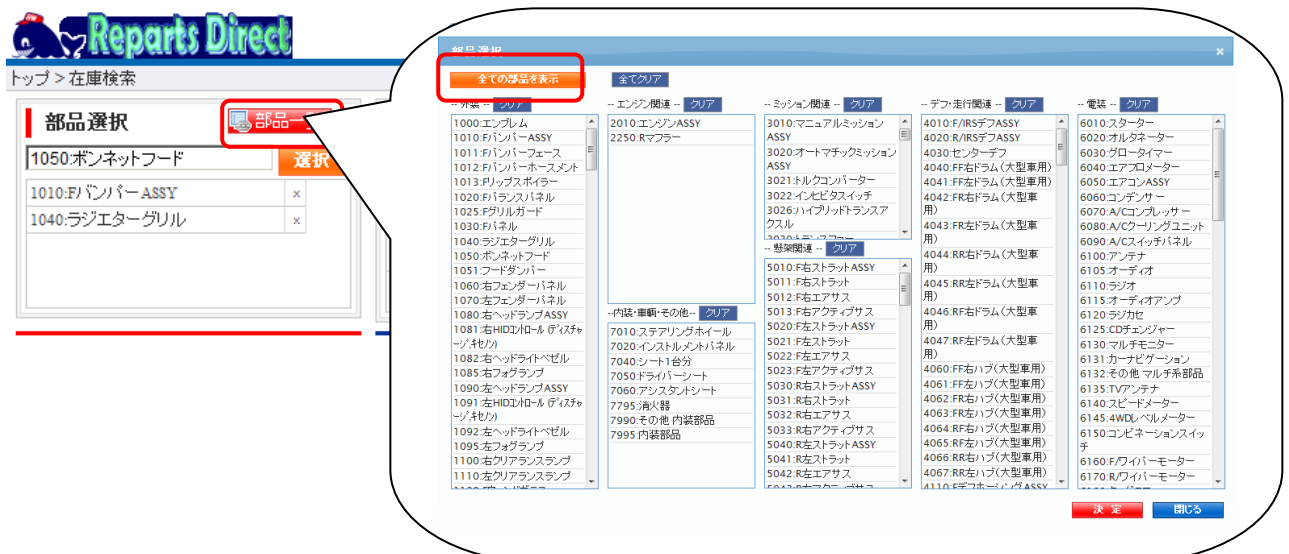 Reparts Direct
トップ > 在庫検索
部品選択
部品一
1050:ボンネットフード
選択
1010:Fバンパー ASSY
×
1040:ラジエターグリル
×
部品選択
×
全ての部品を表示
全てクリア
-- 外装 -- クリア
1000:エンブレム
1010:FバンパーASSY
1011:Fバンパーフェース
1012:Fバンパーホースメント
1013:Fリップスポイラー
1020:Fバランスパネル
1025:Fグリルガード
1030:Fパネル
1040:ラジエターグリル
1050:ボンネットフード
1051:フードダンパー
1060:右フェンダーパネル
1070:左フェンダーパネル
1080:右ヘッドランプASSY
1081:右HIDコントロール (ディスチャ
ージ,キセノン)
1082:右ヘッドライトベゼル
1085:右フォグランプ
1090:左ヘッドランプASSY
1091:左HIDコントロール (ディスチャ
ージ,キセノン)
1092:左ヘッドライトベゼル
1095:左フォグランプ
1100:右クリアランスランプ
1110:左クリアランスランプ
-- エンジン関連 -- クリア
2010:エンジンASSY
2250:Rマフラー
--内装・車輌・その他-- クリア
7010:ステアリングホイール
7020:インストルメントパネル
7040:シート1台分
7050:ドライバーシート
7060:アシスタントシート
7795:消火器
7990:その他 内装部品
7995:内装部品
-- ミッション関連 -- クリア
3010:マニュアルミッション
ASSY
3020:オートマチックミッション
ASSY
3021:トルクコンバーター
3022:インヒビタスイッチ
3026:ハイブリッドトランスア
クスル
3030:トランスファー
-- 懸架関連 -- クリア
5010:F右ストラットASSY
5011:F右ストラット
5012:F右エアサス
5013:F右アクティブサス
5020:F左ストラットASSY
5021:F左ストラット
5022:F左エアサス
5023:F左アクティブサス
5030:R右ストラットASSY
5031:R右ストラット
5032:R右エアサス
5033:R右アクティブサス
5040:R左ストラットASSY
5041:R左ストラット
5042:R左エアサス
5043:R左アクティブサス
-- デフ・走行関連 -- クリア
4010:F/IRSデフASSY
4020:R/IRSデフASSY
4030:センターデフ
4040:FF右ドラム(大型車用)
4041:FF左ドラム(大型車用)
4042:FR右ドラム(大型車
用)
4043:FR左ドラム(大型車
用)
4044:RR右ドラム(大型車
用)
4045:RR左ドラム(大型車
用)
4046:RF右ドラム(大型車
用)
4047:RF左ドラム(大型車
用)
4060:FF右ハブ(大型車用)
4061:FF左ハブ(大型車用)
4062:FR右ハブ(大型車用)
4063:FR左ハブ(大型車用)
4064:RF右ハブ(大型車用)
4065:RF左ハブ(大型車用)
4066:RR右ハブ(大型車用)
4067:RR左ハブ(大型車用)
4110:FデフホーシングASSY
-- 電装 -- クリア
6010:スターター
6020:オルタネーター
6030:グロータイマー
6040:エアフロメーター
6050:エアコンASSY
6060:コンデンサー
6070:A/Cコンプレッサー
6080:A/Cクーリングユニット
6090:A/Cスイッチパネル
6100:アンテナ
6105:オーディオ
6110:ラジオ
6115:オーディオアンプ
6120:ラジカセ
6125:CDチェンジャー
6130:マルチモニター
6131:カーナビゲーション
6132:その他 マルチ系部品
6135:TVアンテナ
6140:スピードメーター
6145:4WDレベルメーター
6150:コンビネーションスイッ
チ
6160:F/ワイパーモーター
6170:R/ワイパーモーター
決 定
閉じる